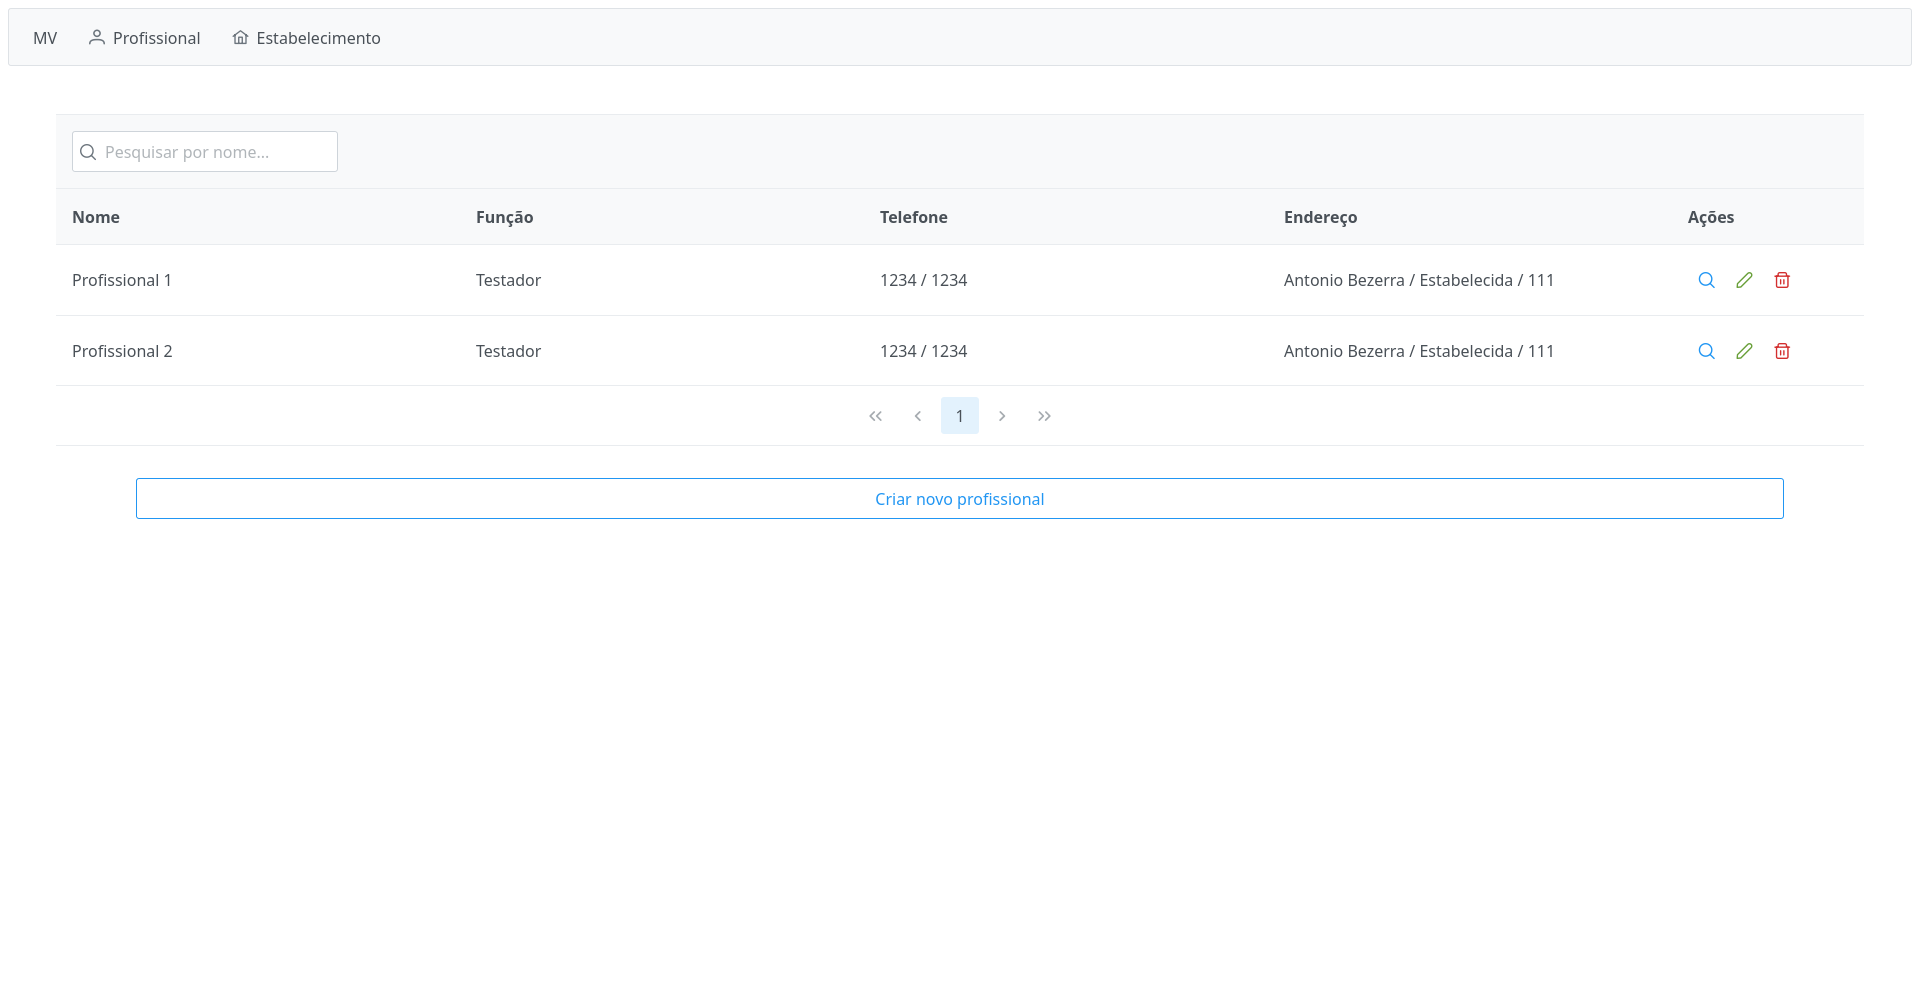 MV Profissional Estabelecimento
Pesquisar por nome...
Nome Função Telefone Endereço Ações
Profissional 1 Testador 1234 / 1234 Antonio Bezerra / Estabelecida / 111
Profissional 2 Testador 1234 / 1234 Antonio Bezerra / Estabelecida / 111
1
Criar novo profissional